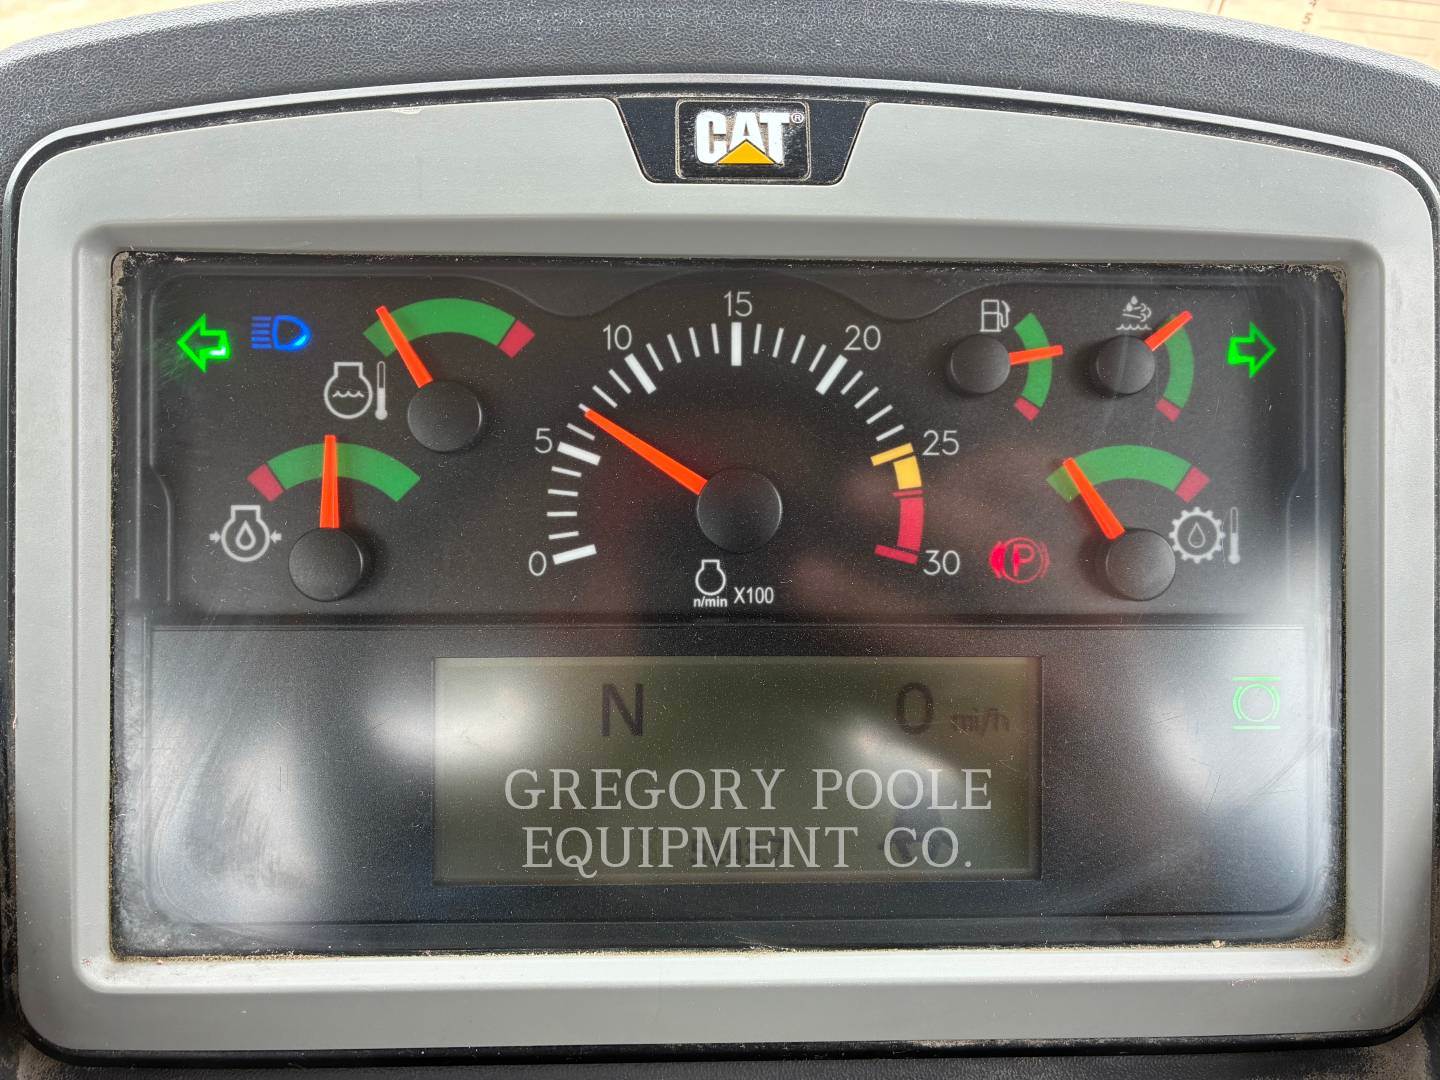 CAT®
15
10 20
5 25
0 30
n/min X100
P
N 0 mi/h
GREGORY POOLE
EQUIPMENT CO.